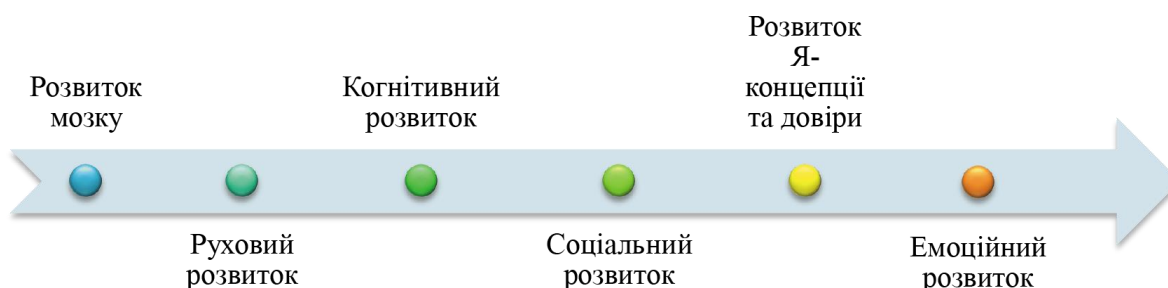 Розвиток
мозку
Руховий
розвиток
Когнітивний
розвиток
Соціальний
розвиток
Розвиток
Я-
концепції
та довіри
Емоційний
розвиток